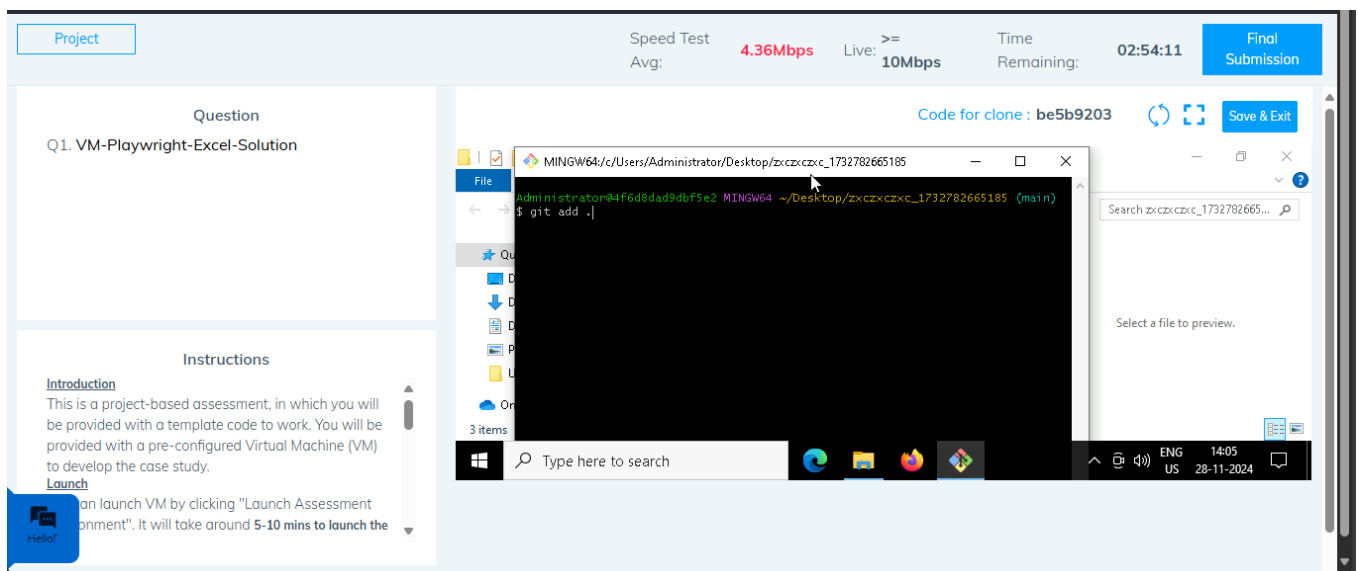 Project
Speed Test Avg:
4.36Mbps
Live:
>= 10Mbps
Time Remaining:
02:54:11
Final Submission
Question
Q1. VM-Playwright-Excel-Solution
Instructions
Introduction
This is a project-based assessment, in which you will
be provided with a template code to work. You will be
provided with a pre-configured Virtual Machine (VM)
to develop the case study.
Launch
an launch VM by clicking "Launch Assessment
onment". It will take around 5-10 mins to launch the
Hello!
Code for clone : be5b9203
Save & Exit
MINGW64:/c/Users/Administrator/Desktop/zxczxczxc_1732782665185
File
Administrator@4f6d8dad9dbf5e2 MINGW64 ~/Desktop/zxczxczxc_1732782665185 (main)
$ git add .
Search zxczxczxc_1732782665...
Qu
D
D
D
P
U
On
3 items
Select a file to preview.
Type here to search
ENG
US
14:05
28-11-2024